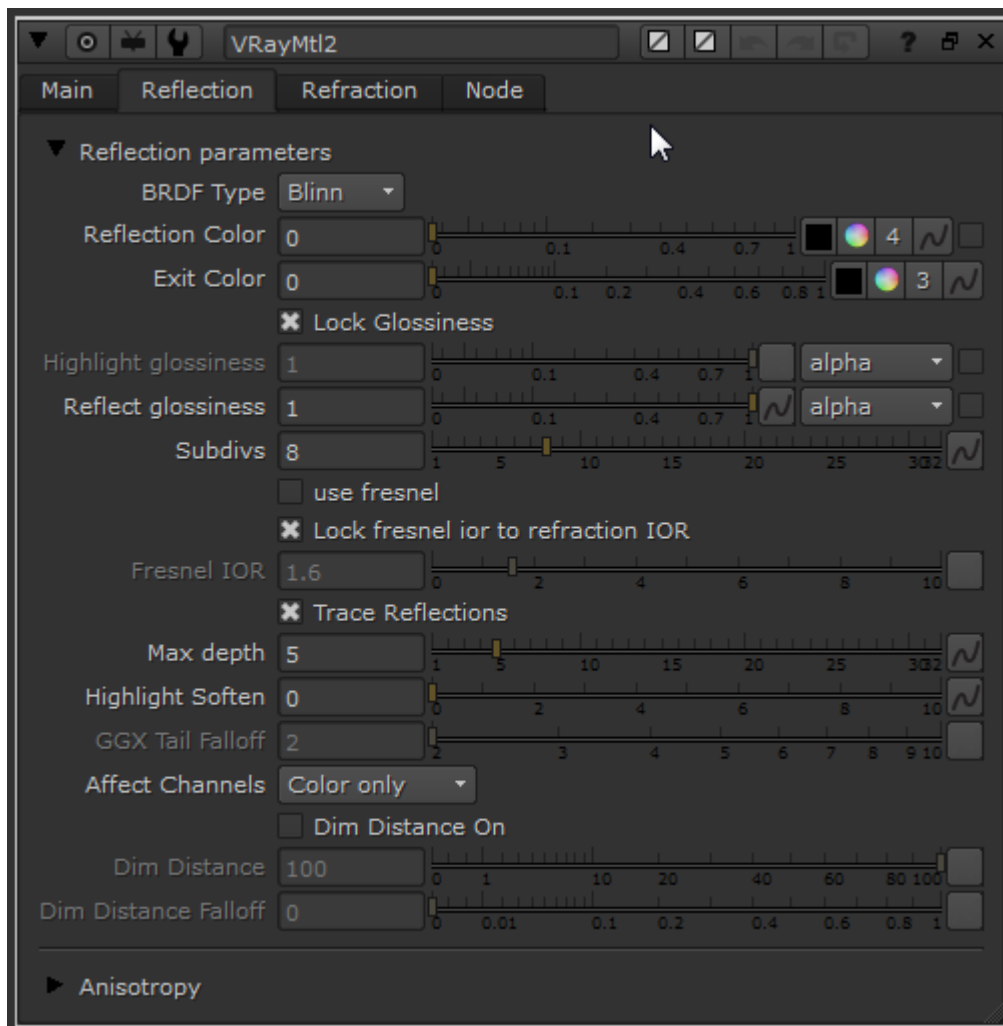 VRayMtl2 ?
Main Reflection Refraction Node
Reflection parameters
BRDF Type Blinn
Reflection Color 0 0 0.1 0.4 0.7 1 4
Exit Color 0 0 0.1 0.2 0.4 0.6 0.8 1 3
Lock Glossiness
Highlight glossiness 1 0 0.1 0.4 0.7 1 alpha
Reflect glossiness 1 0 0.1 0.4 0.7 1 alpha
Subdivs 8 1 5 10 15 20 25 30 32
use fresnel
Lock fresnel ior to refraction IOR
Fresnel IOR 1.6 0 2 4 6 8 10
Trace Reflections
Max depth 5 1 5 10 15 20 25 30 32
Highlight Soften 0 0 2 4 6 8 10
GGX Tail Falloff 2 2 3 4 5 6 7 8 9 10
Affect Channels Color only
Dim Distance On
Dim Distance 100 0 1 10 20 40 60 80 100
Dim Distance Falloff 0 0 0.01 0.1 0.2 0.4 0.6 0.8 1
Anisotropy